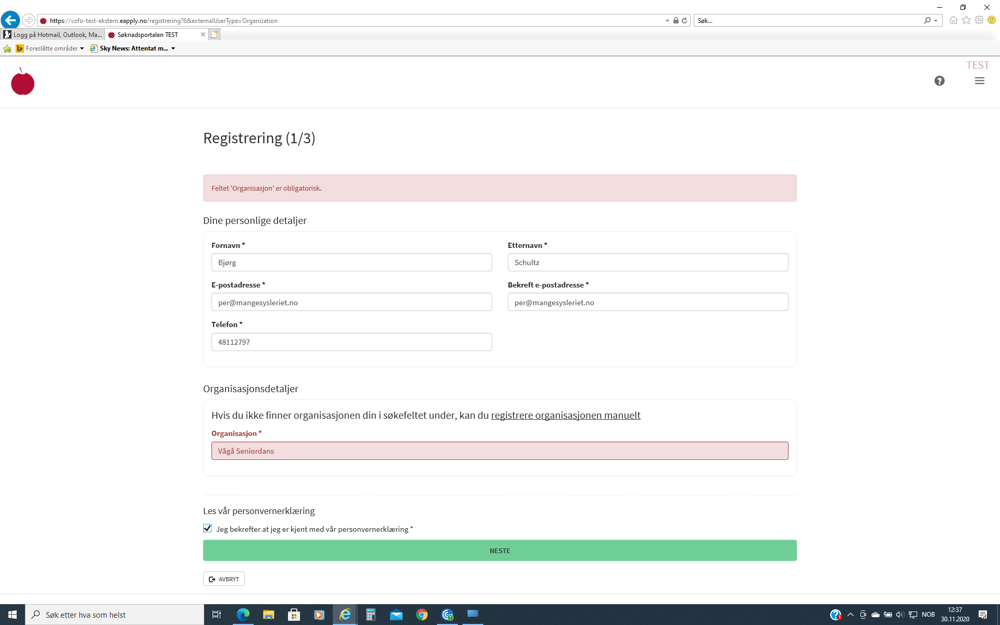 https://vofo-test-ekstern.eapply.no/registrering?6&externalUserType=Organization
Søk...
Logg på Hotmail, Outlook, Ma...
Søknadsportalen TEST
Foreslåtte områder
Sky News: Attentat m...
TEST
Registrering (1/3)
Feltet 'Organisasjon' er obligatorisk.
Dine personlige detaljer
Fornavn *
Etternavn *
Bjørg
Schultz
E-postadresse *
Bekreft e-postadresse *
per@mangesysleriet.no
per@mangesysleriet.no
Telefon *
48112797
Organisasjonsdetaljer
Hvis du ikke finner organisasjonen din i søkefeltet under, kan du registrere organisasjonen manuelt
Organisasjon *
Vågå Seniordans
Les vår personvernerklæring
Jeg bekrefter at jeg er kjent med vår personvernerklæring *
NESTE
AVBRYT
Søk etter hva som helst
NOB
12:37
30.11.2020